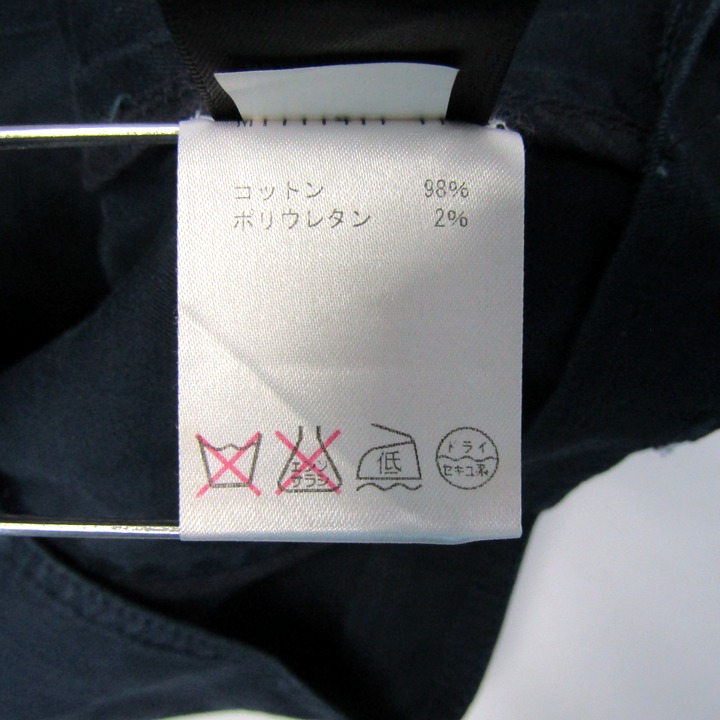 コットン 98%
ポリウレタン 2%
エンソ
サラシ
低
ドライ
セキユ系